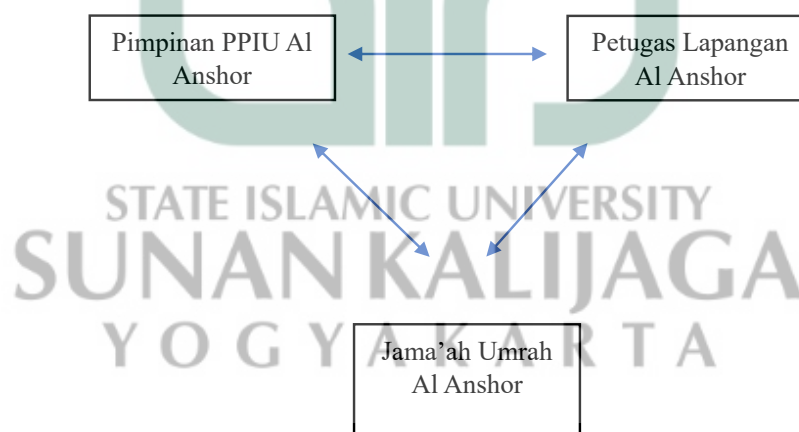 Pimpinan PPIU Al
Anshor
Petugas Lapangan
Al Anshor
STATE ISLAMIC UNIVERSITY
SUNAN KALIJAGA
YOGYAKARTA
Jama’ah Umrah
Al Anshor